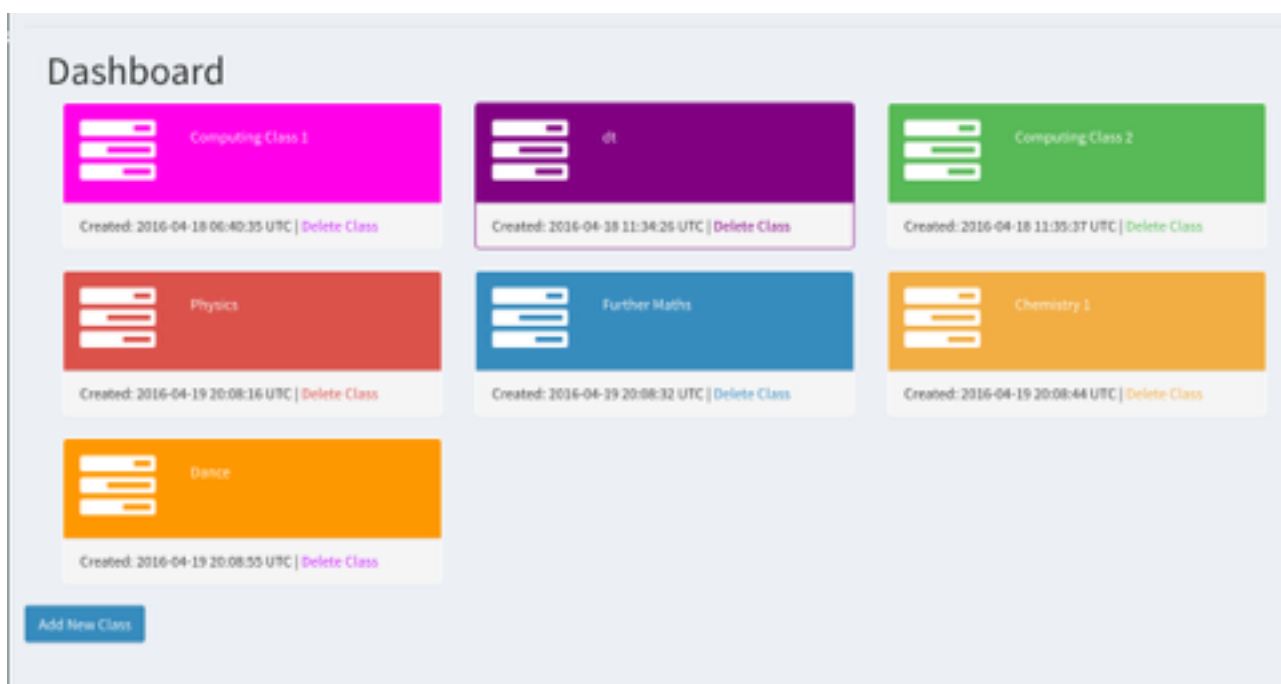 Dashboard
Computing Class 1
dt
Computing Class 2
Created: 2016-04-18 06:40:35 UTC | Delete Class
Created: 2016-04-18 11:34:26 UTC | Delete Class
Created: 2016-04-18 11:35:37 UTC | Delete Class
Physics
Further Maths
Chemistry 1
Created: 2016-04-19 20:08:16 UTC | Delete Class
Created: 2016-04-19 20:08:32 UTC | Delete Class
Created: 2016-04-19 20:08:44 UTC | Delete Class
Dance
Created: 2016-04-19 20:08:55 UTC | Delete Class
Add New Class